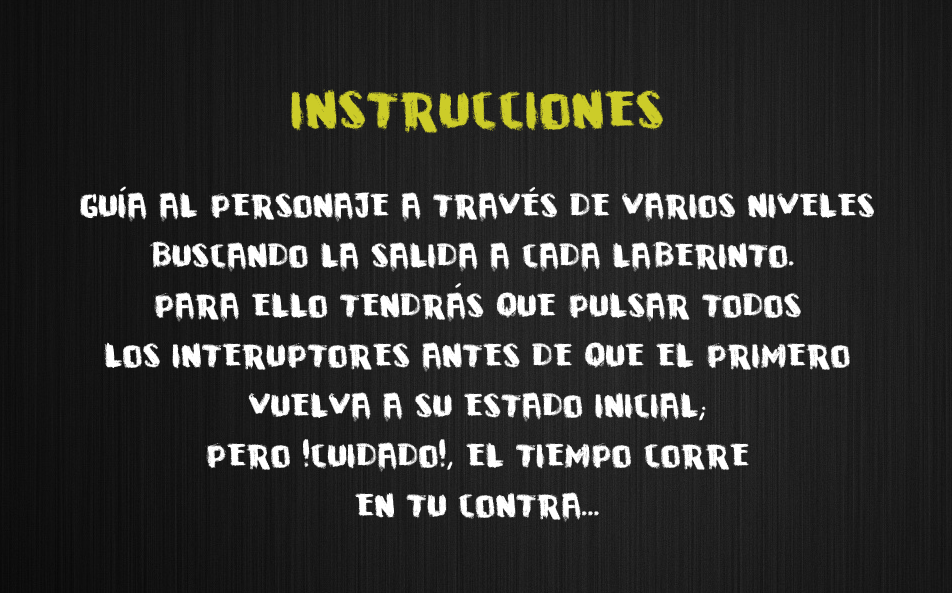 INSTRUCCIONES
GUÍA AL PERSONAJE A TRAVÉS DE VARIOS NIVELES
BUSCANDO LA SALIDA A CADA LABERINTO.
PARA ELLO TENDRÁS QUE PULSAR TODOS
LOS INTERUPTORES ANTES DE QUE EL PRIMERO
VUELVA A SU ESTADO INICIAL;
PERO !CUIDADO!, EL TIEMPO CORRE
EN TU CONTRA...